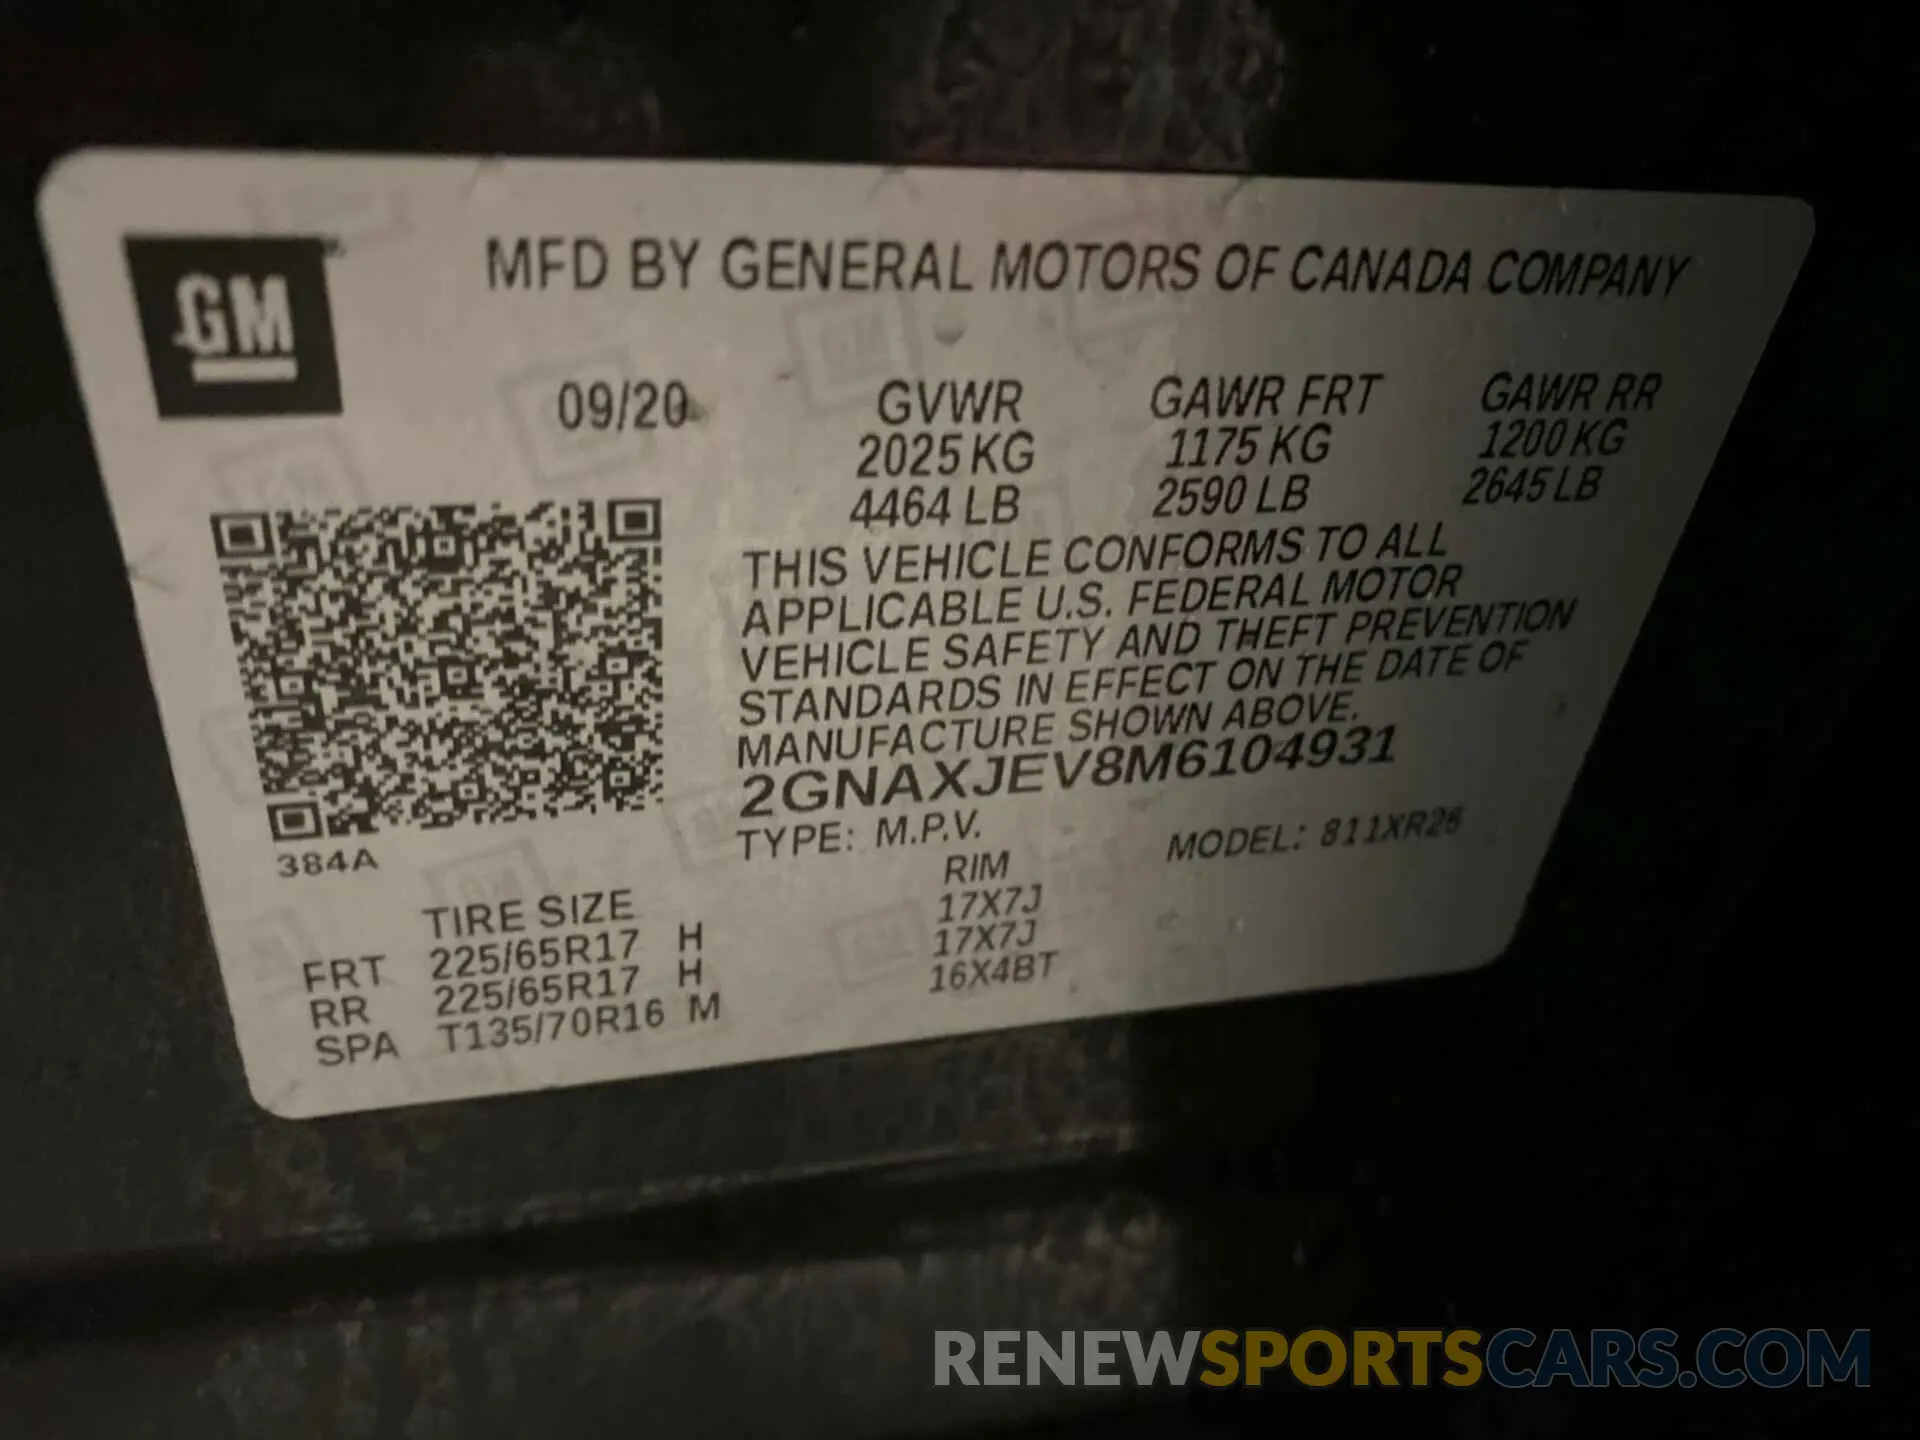 GM
MFD BY GENERAL MOTORS OF CANADA COMPANY
09/20 GVWR GAWR FRT GAWR RR
2025 KG 1175 KG 1200 KG
4464 LB 2590 LB 2645 LB
THIS VEHICLE CONFORMS TO ALL
APPLICABLE U.S. FEDERAL MOTOR
VEHICLE SAFETY AND THEFT PREVENTION
STANDARDS IN EFFECT ON THE DATE OF
MANUFACTURE SHOWN ABOVE.
2GNAXJEV8M6104931
TYPE: M.P.V. MODEL: 811XR26
384A
TIRE SIZE RIM
FRT 225/65R17 H 17X7J
RR 225/65R17 H 17X7J
SPA T135/70R16 M 16X4BT
RENEWSPORTSCARS.COM